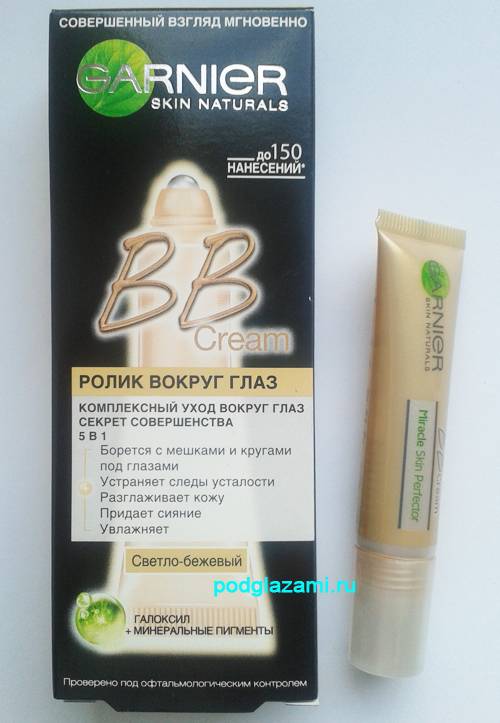 СОВЕРШЕННЫЙ ВЗГЛЯД МГНОВЕННО
GARNIER
SKIN NATURALS
до 150
НАНЕСЕНИЙ*
BB
Cream
РОЛИК ВОКРУГ ГЛАЗ
КОМПЛЕКСНЫЙ УХОД ВОКРУГ ГЛАЗ
СЕКРЕТ СОВЕРШЕНСТВА
5 В 1
Борется с мешками и кругами
под глазами
Устраняет следы усталости
Разглаживает кожу
Придает сияние
Увлажняет
Светло-бежевый
podglazami.ru
ГАЛОКСИЛ
+ МИНЕРАЛЬНЫЕ ПИГМЕНТЫ
Проверено под офтальмологическим контролем
GARNIER
SKIN NATURALS
BB Cream
Miracle Skin Perfector